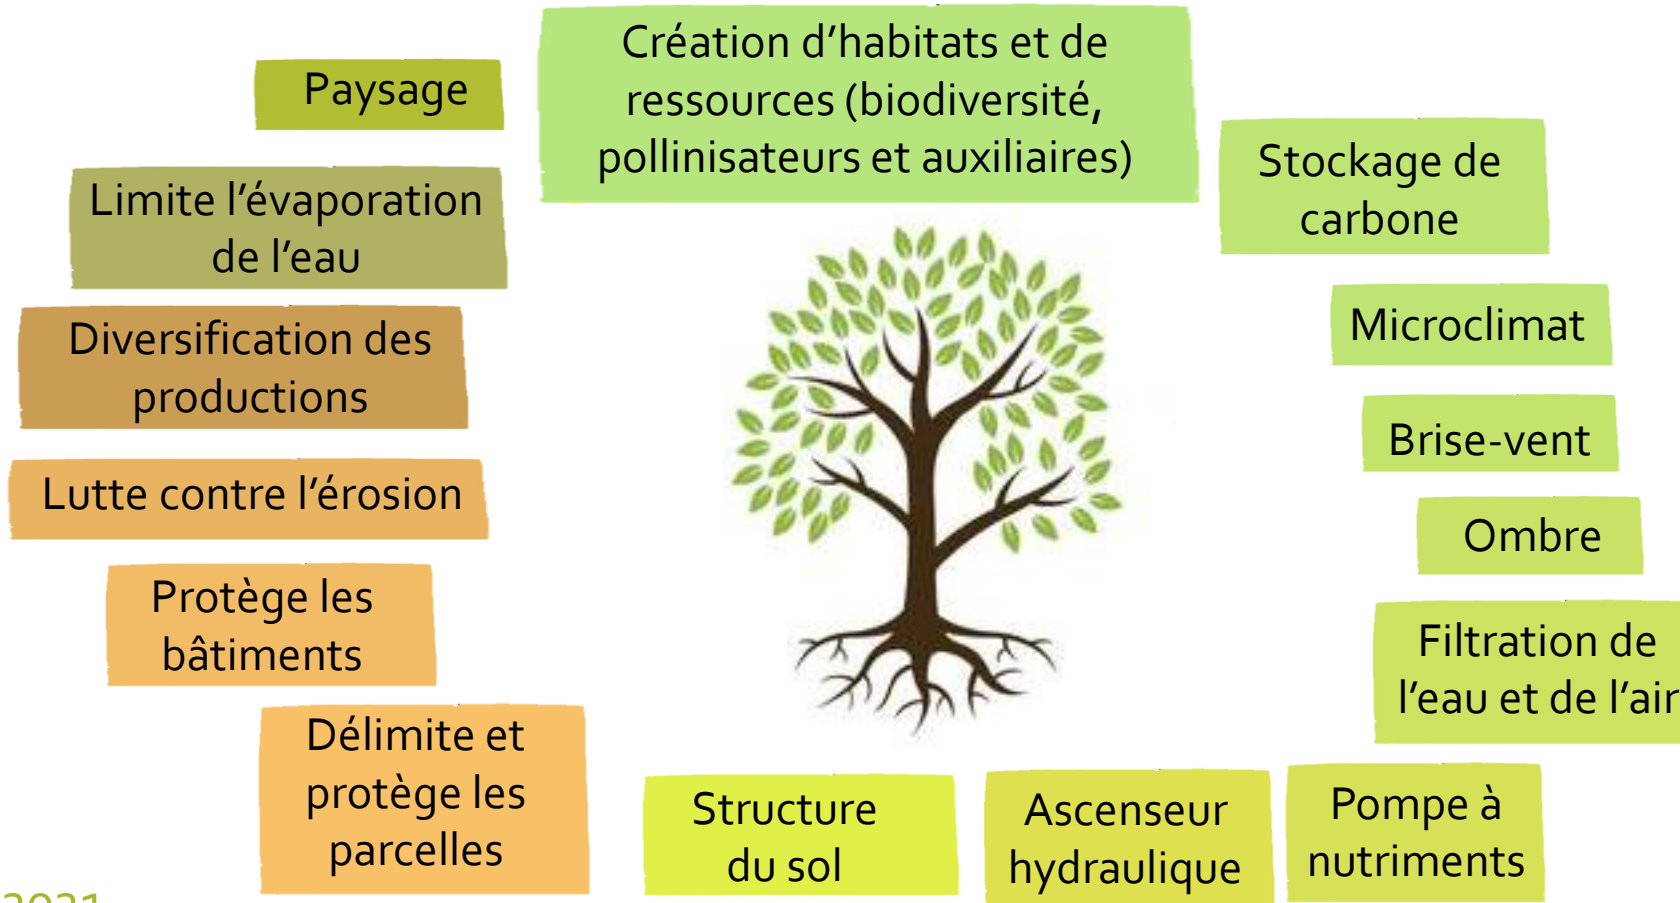 Paysage
Création d'habitats et de
ressources (biodiversité,
pollinisateurs et auxiliaires)
Stockage de
carbone
Limite l'évaporation
de l'eau
Microclimat
Diversification des
productions
Brise-vent
Lutte contre l'érosion
Ombre
Protège les
bâtiments
Filtration de
l'eau et de l'air
Délimite et
protège les
parcelles
Structure
du sol
Ascenseur
hydraulique
Pompe à
nutriments